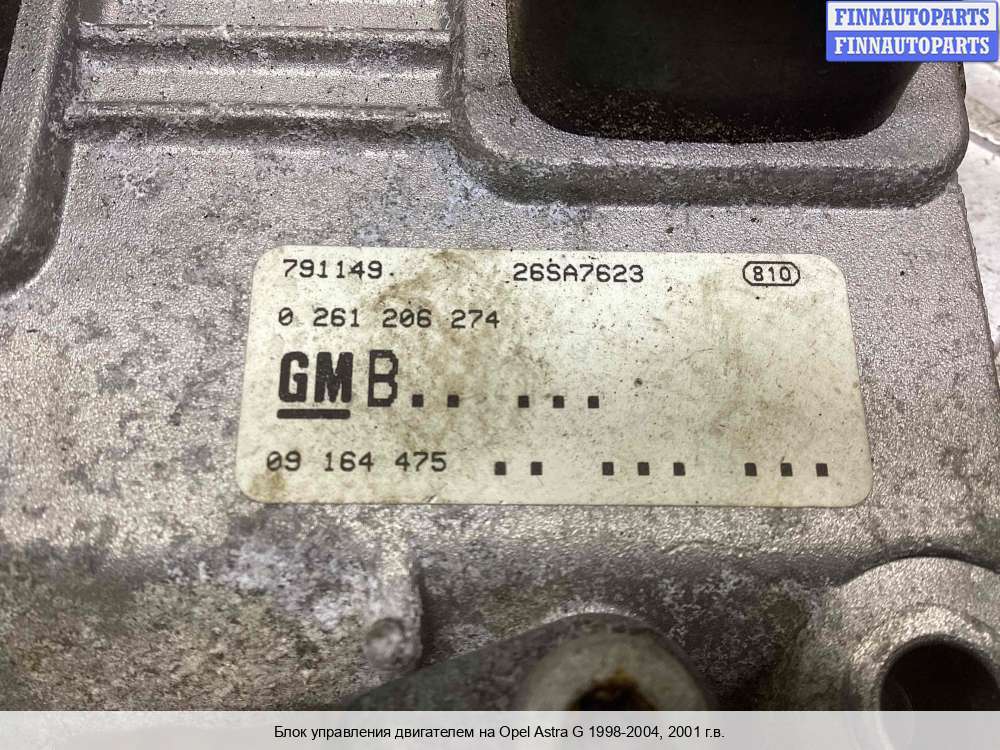 FINNAUTOPARTS
FINNAUTOPARTS
791149. 26SA7623 810
0 261 206 274
GM B.. ...
09 164 475 .. ... ...
Блок управления двигателем на Opel Astra G 1998-2004, 2001 г.в.